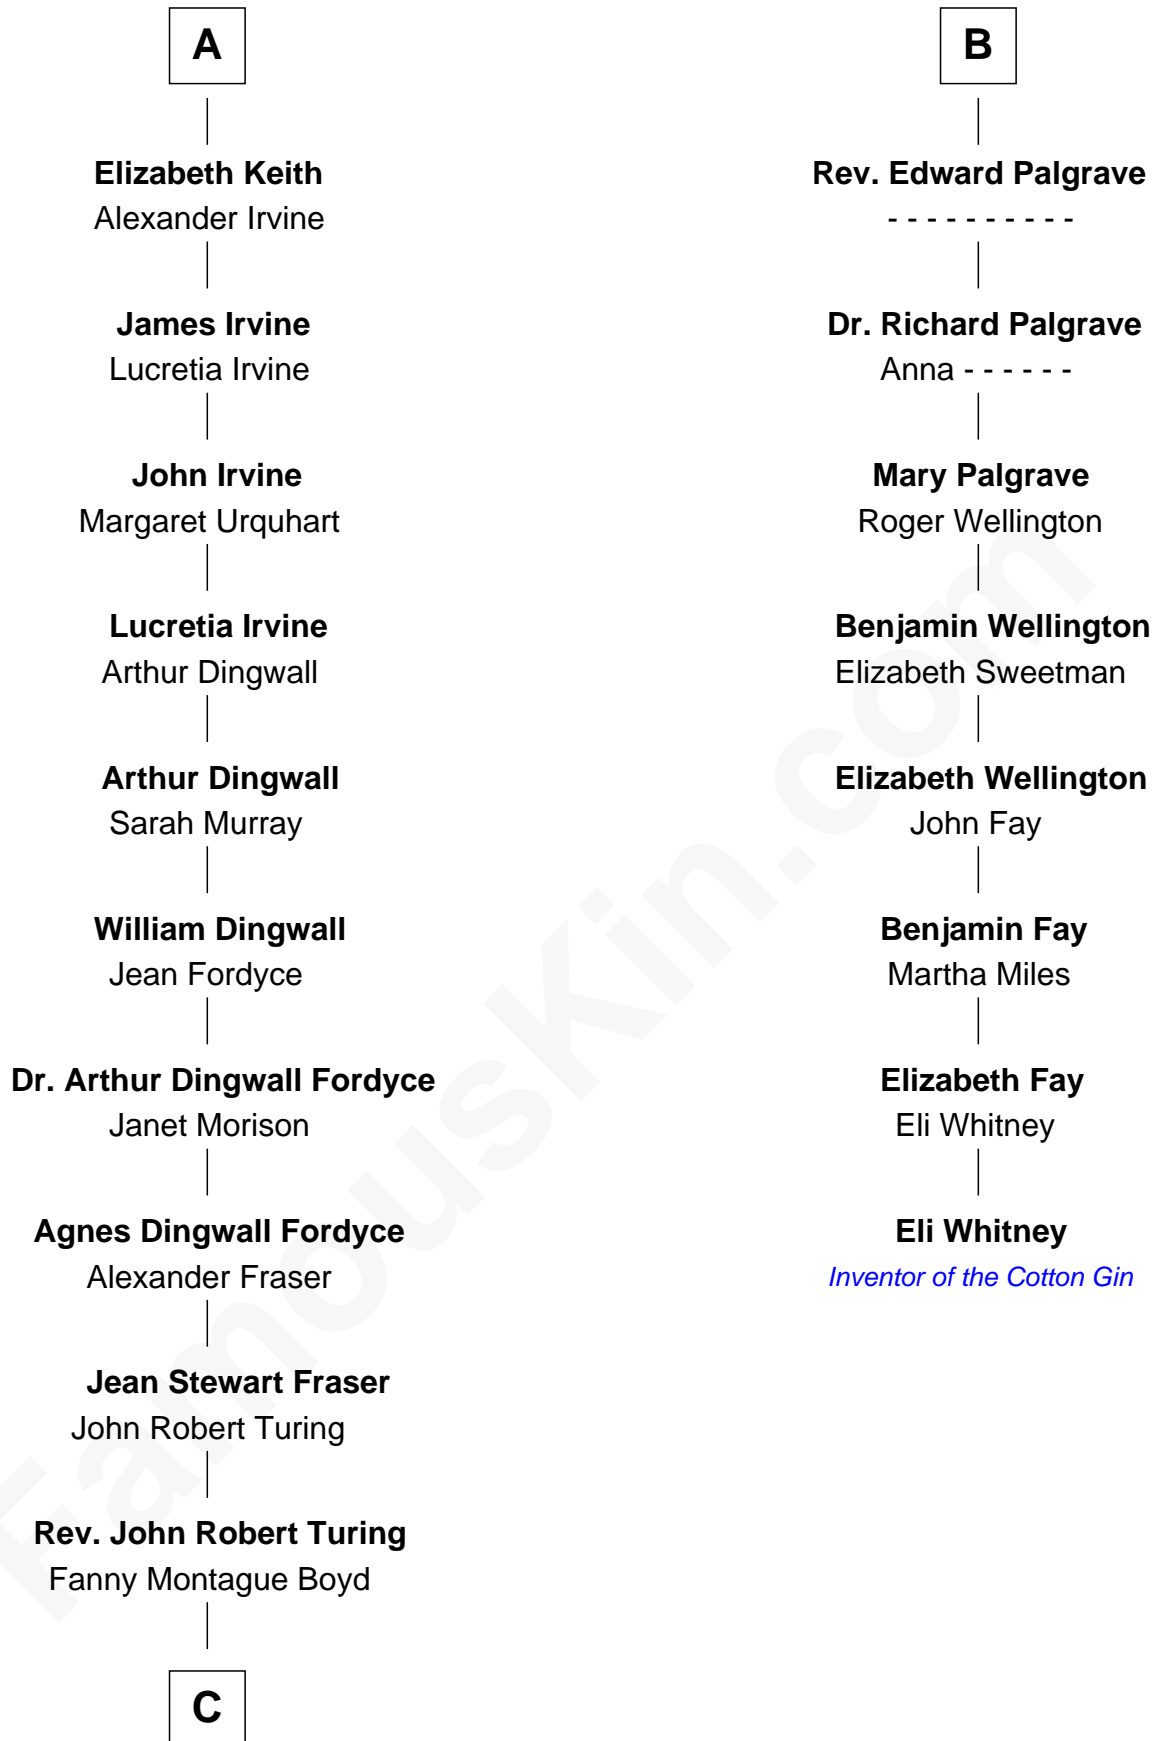 A
Elizabeth Keith
Alexander Irvine
James Irvine
Lucretia Irvine
John Irvine
Margaret Urquhart
Lucretia Irvine
Arthur Dingwall
Arthur Dingwall
Sarah Murray
William Dingwall
Jean Fordyce
Dr. Arthur Dingwall Fordyce
Janet Morison
Agnes Dingwall Fordyce
Alexander Fraser
Jean Stewart Fraser
John Robert Turing
Rev. John Robert Turing
Fanny Montague Boyd
C
B
Rev. Edward Palgrave
- - - - - - - - - -
Dr. Richard Palgrave
Anna - - - - - -
Mary Palgrave
Roger Wellington
Benjamin Wellington
Elizabeth Sweetman
Elizabeth Wellington
John Fay
Benjamin Fay
Martha Miles
Elizabeth Fay
Eli Whitney
Eli Whitney
Inventor of the Cotton Gin
FamousKin.com